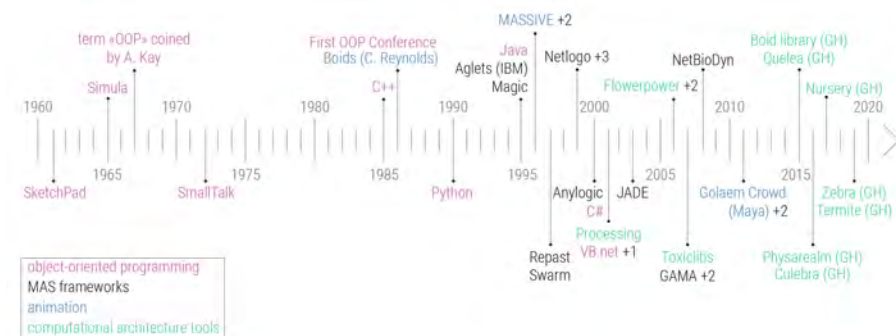 MASSIVE +2
term «OOP» coined
by A. Kay
First OOP Conference
Boids (C. Reynolds)
Java
Aglets (IBM)
Magic
Netlogo +3
NetBioDyn
Boid library (GH)
Quelea (GH)
Simula
C++
Flowerpower +2
Nursery (GH)
1960
1970
1980
1990
2000
2010
2020
1965
1975
1985
1995
2005
2015
SketchPad
SmallTalk
Python
Anylogic
C#
JADE
Golaem Crowd
(Maya) +2
Zebra (GH)
Termite (GH)
Processing
VB.net +1
Repast
Swarm
Toxiclibs
GAMA +2
Physarealm (GH)
Culebra (GH)
object-oriented programming
MAS frameworks
animation
computational architecture tools